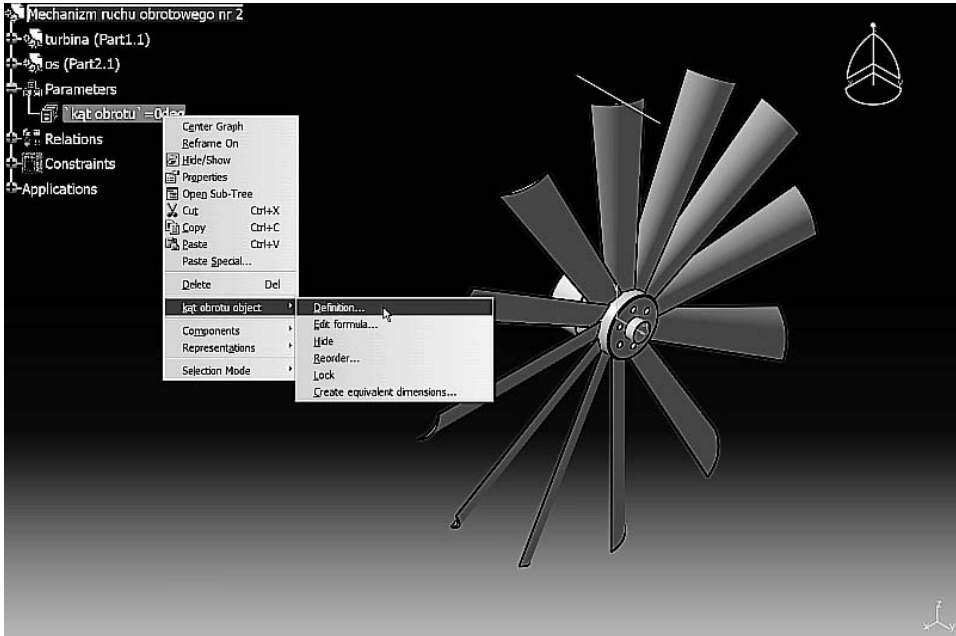 Mechanizm ruchu obrotowego nr 2
turbina (Part1.1)
os (Part2.1)
Parameters
`kąt obrotu`=0deg
Relations
Constraints
Applications
Center Graph
Reframe On
Hide/Show
Properties
Open Sub-Tree
Cut Ctrl+X
Copy Ctrl+C
Paste Ctrl+V
Paste Special...
Delete Del
kąt obrotu object
Components
Representations
Selection Mode
Definition...
Edit formula...
Hide
Reorder...
Lock
Create equivalent dimensions...
z
x
y